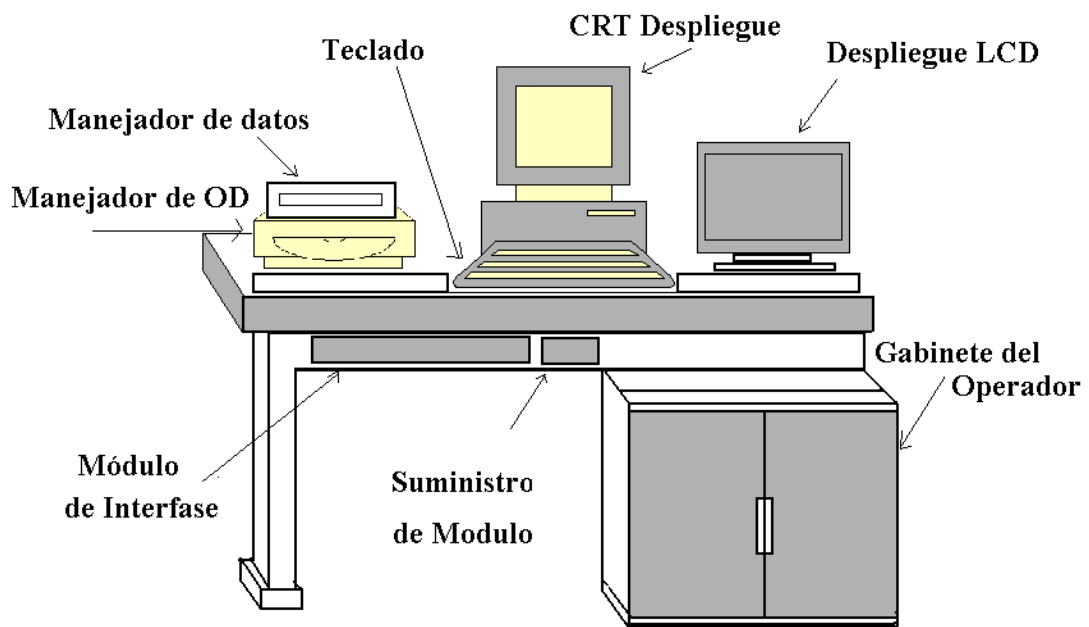 CRT Despliegue
Teclado
Despliegue LCD
Manejador de datos
Manejador de OD
Gabinete del
Operador
Módulo
de Interfase
Suministro
de Modulo